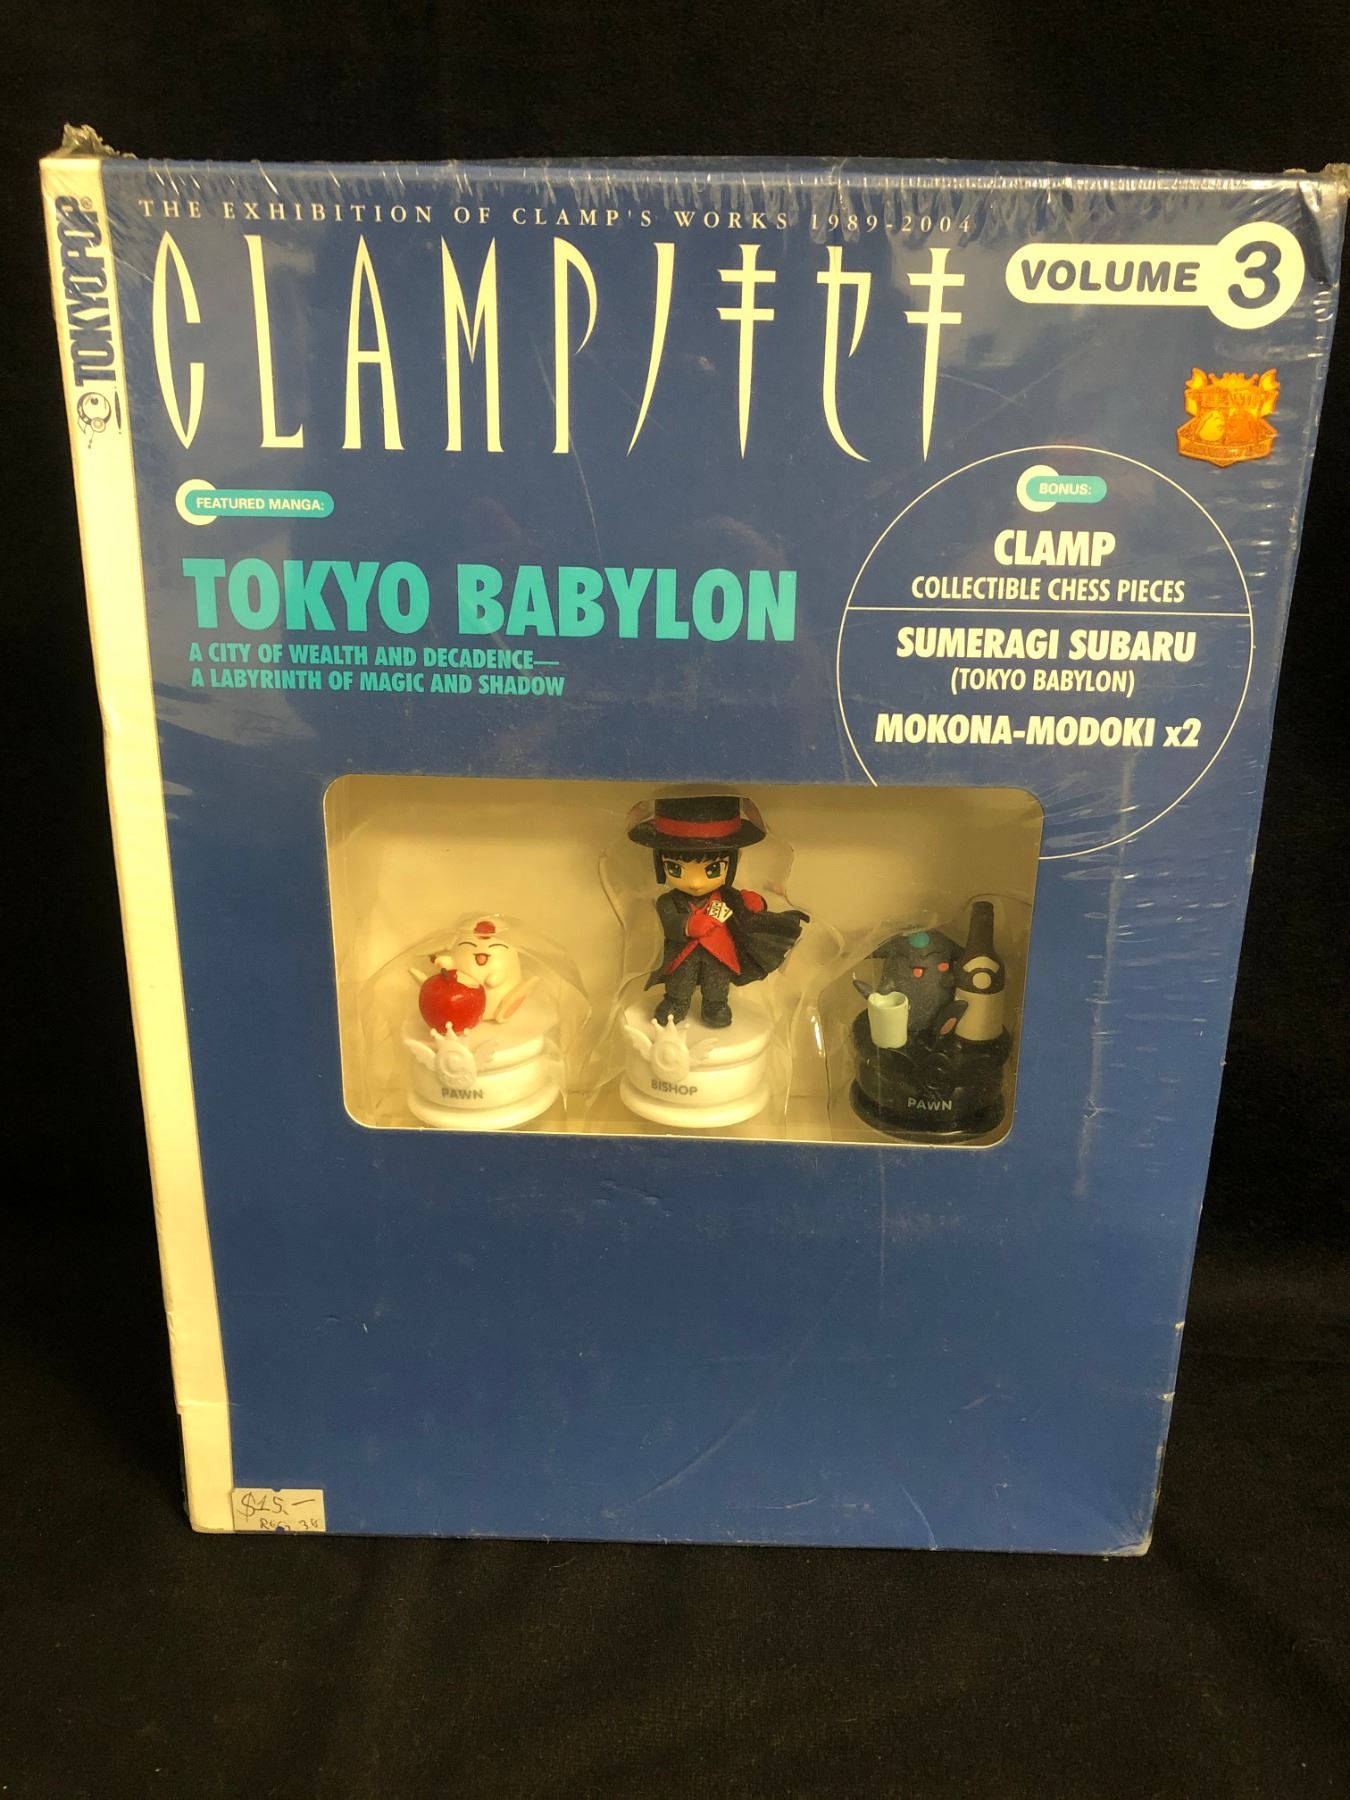 TOKYOPOP®
THE EXHIBITION OF CLAMP'S WORKS 1989-2004
CLAMPノキセキ
VOLUME 3
FEATURED MANGA:
TOKYO BABYLON
A CITY OF WEALTH AND DECADENCE—
A LABYRINTH OF MAGIC AND SHADOW
BONUS:
CLAMP
COLLECTIBLE CHESS PIECES
SUMERAGI SUBARU
(TOKYO BABYLON)
MOKONA-MODOKI x2
PAWN
BISHOP
PAWN
$15.—